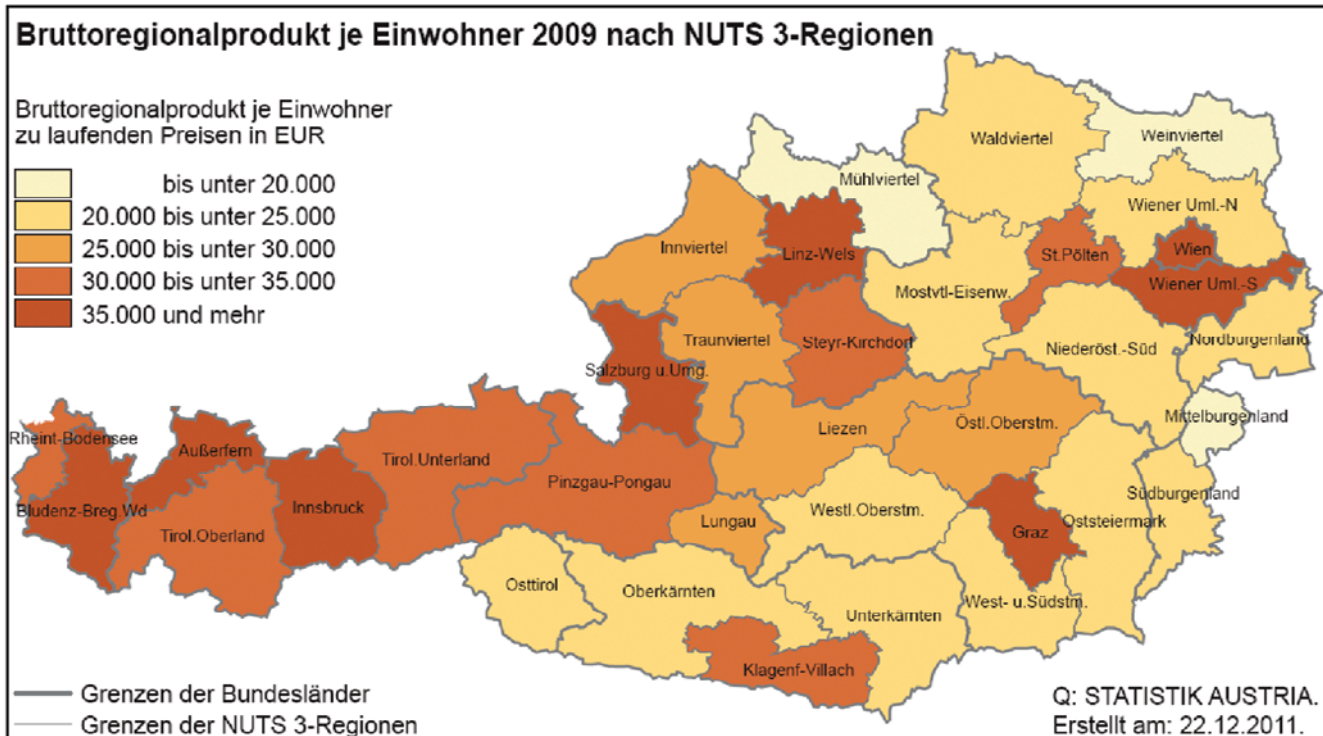 Bruttoregionalprodukt je Einwohner 2009 nach NUTS 3-Regionen
Bruttoregionalprodukt je Einwohner
zu laufenden Preisen in EUR
bis unter 20.000
20.000 bis unter 25.000
25.000 bis unter 30.000
30.000 bis unter 35.000
35.000 und mehr
Waldviertel
Weinviertel
Mühlviertel
Wiener Uml.-N
Innviertel
Linz-Wels
St.Pölten
Wien
Wiener Uml.-S
Mostvtl-Eisenw.
Traunviertel
Steyr-Kirchdorf
Niederöst.-Süd
Nordburgenland
Salzburg u.Umg.
Mittelburgenland
Rheint-Bodensee
Außerfern
Tirol.Unterland
Liezen
Östl.Oberstm.
Pinzgau-Pongau
Südburgenland
Bludenz-Breg.Wd
Innsbruck
Westl.Oberstm.
Lungau
Oststeiermark
Tirol.Oberland
Graz
Osttirol
Oberkärnten
Unterkärnten
West- u.Südstm.
Klagenf-Villach
Grenzen der Bundesländer
Grenzen der NUTS 3-Regionen
Q: STATISTIK AUSTRIA.
Erstellt am: 22.12.2011.